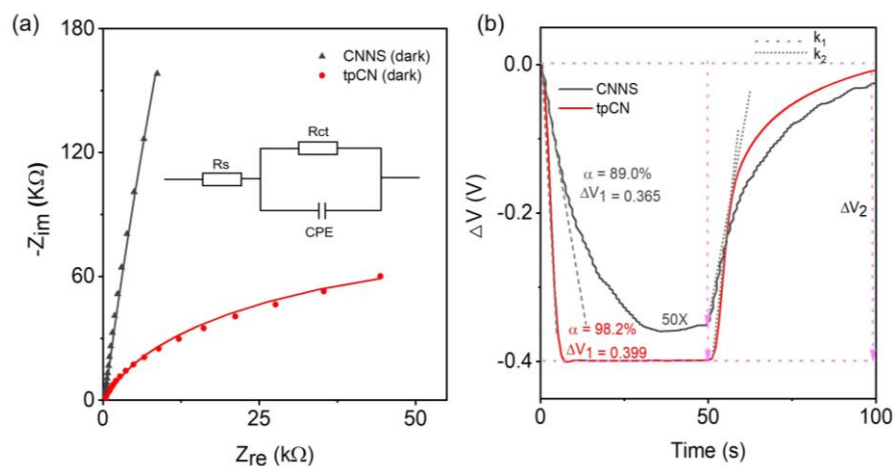 (a)
180
120
60
0
-Zim (KΩ)
CNNS (dark)
tpCN (dark)
Rs
Rct
CPE
0
25
50
Zre (kΩ)
(b)
k1
k2
0.0
-0.2
-0.4
△V (V)
CNNS
tpCN
α = 89.0%
ΔV1 = 0.365
50X
α = 98.2%
ΔV1 = 0.399
ΔV2
0
50
100
Time (s)